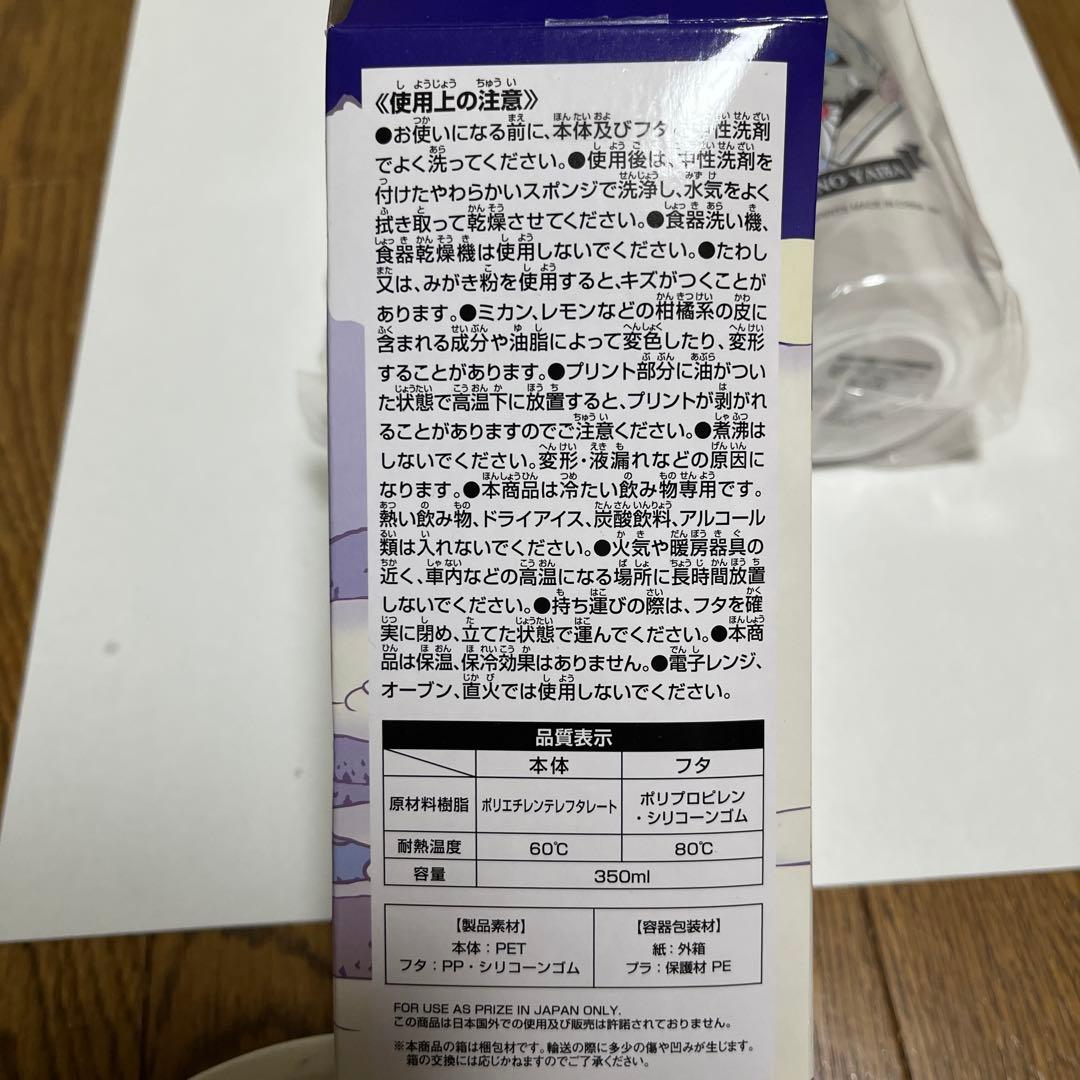 《使用上の注意》
●お使いになる前に、本体及びフタ 中性洗剤
でよく洗ってください。●使用後は、中性洗剤を
付けたやわらかいスポンジで洗浄し、水気をよく
拭き取って乾燥させてください。●食器洗い機、
食器乾燥機は使用しないでください。●たわし
又は、みがき粉を使用すると、キズがつくことが
あります。●ミカン、レモンなどの柑橘系の皮に
含まれる成分や油脂によって変色したり、変形
することがあります。●プリント部分に油がつい
た状態で高温下に放置すると、プリントが剥がれ
ることがありますのでご注意ください。●煮沸は
しないでください。変形・液漏れなどの原因に
なります。●本商品は冷たい飲み物専用です。
熱い飲み物、ドライアイス、炭酸飲料、アルコール
類は入れないでください。●火気や暖房器具の
近く、車内などの高温になる場所に長時間放置
しないでください。●持ち運びの際は、フタを確
実に閉め、立てた状態で運んでください。●本商
品は保温、保冷効果はありません。●電子レンジ、
オーブン、直火では使用しないでください。
品質表示
本体 フタ
原材料樹脂 ポリエチレンテレフタレート ポリプロピレン
・シリコーンゴム
耐熱温度 60℃ 80℃
容量 350ml
【製品素材】 【容器包装材】
本体：PET 紙：外箱
フタ：PP・シリコーンゴム プラ：保護材 PE
FOR USE AS PRIZE IN JAPAN ONLY.
この商品は日本国外での使用及び販売は許諾されておりません。
※本商品の箱は梱包材です。輸送の際に多少の傷や凹みが生じます。
箱の交換には応じかねますのでご了承ください。
NO YAIBA